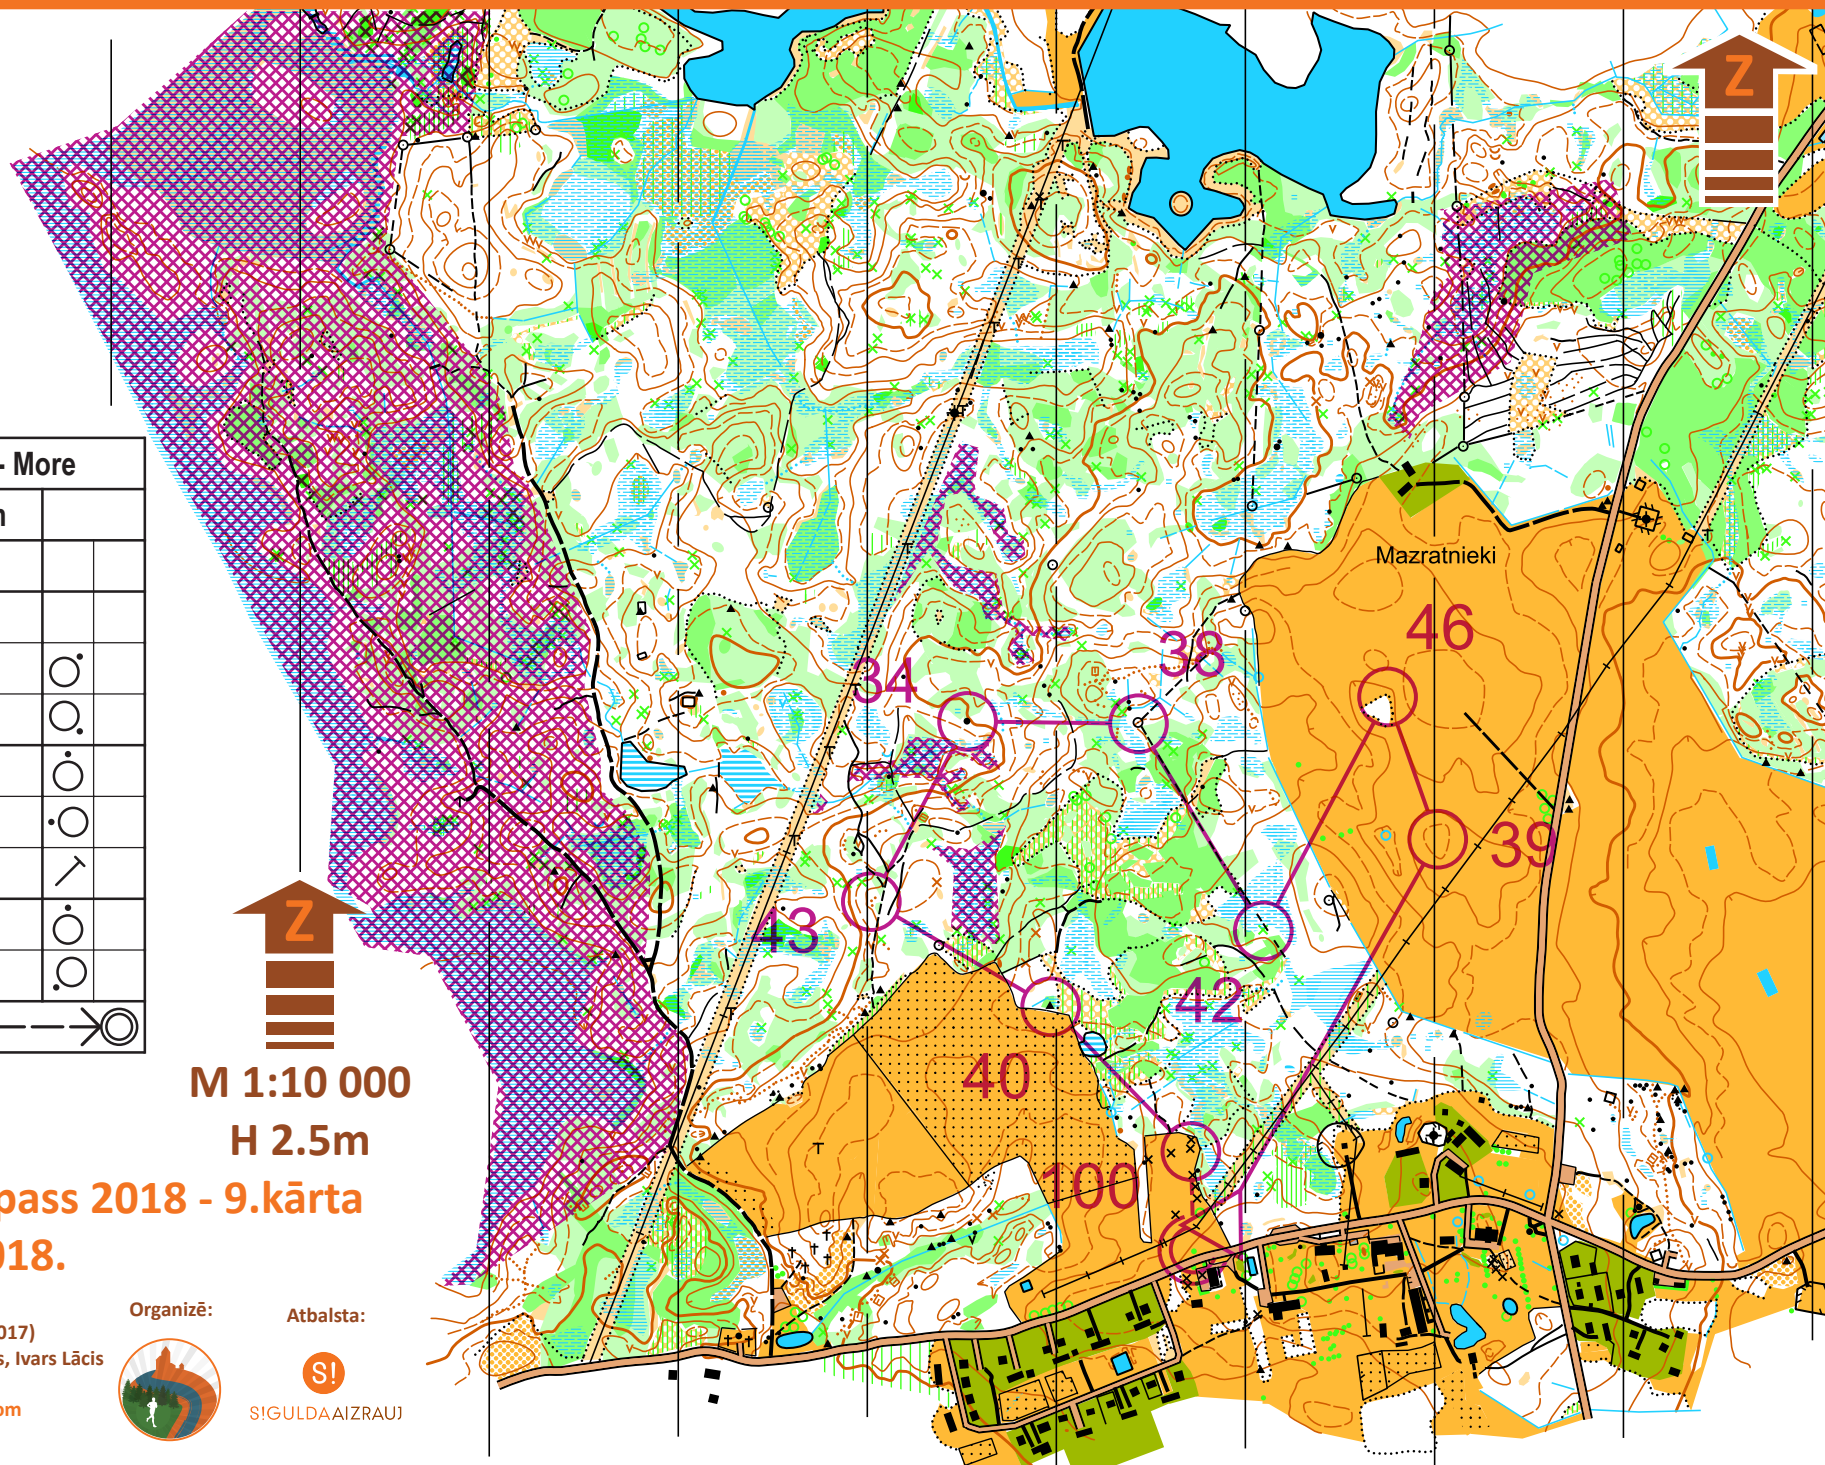 Z
- More
Mazratnieki
46
38
34
39
43
Z
42
40
M 1:10 000
H 2.5m
100
pass 2018 - 9.kārta
018.
Organizē:
Atbalsta:
017)
s, Ivars Lācis
S!
om
S!GULDAAIZRAUJ